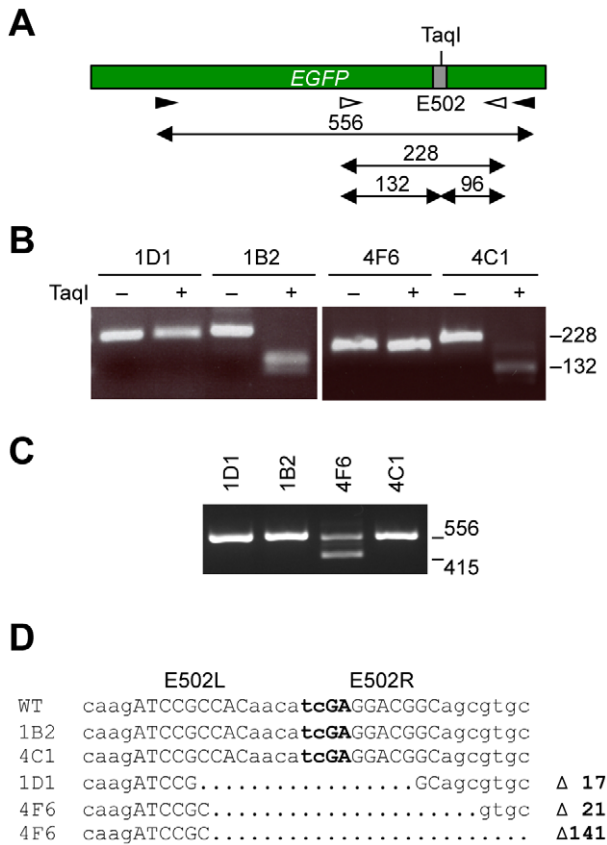 A
TaqI
EGFP
E502
556
228
132 96
B
1D1 1B2 4F6 4C1
TaqI – + – + – + – +
–228
–132
C
1D1 1B2 4F6 4C1
556
415
D
E502L E502R
WT caagATCCGCCACaacatcGAGGACGGCagcgtgc
1B2 caagATCCGCCACaacatcGAGGACGGCagcgtgc
4C1 caagATCCGCCACaacatcGAGGACGGCagcgtgc
1D1 caagATCCG.................GCagcgtgc Δ 17
4F6 caagATCCGC.....................gtgc Δ 21
4F6 caagATCCGC......................... Δ141